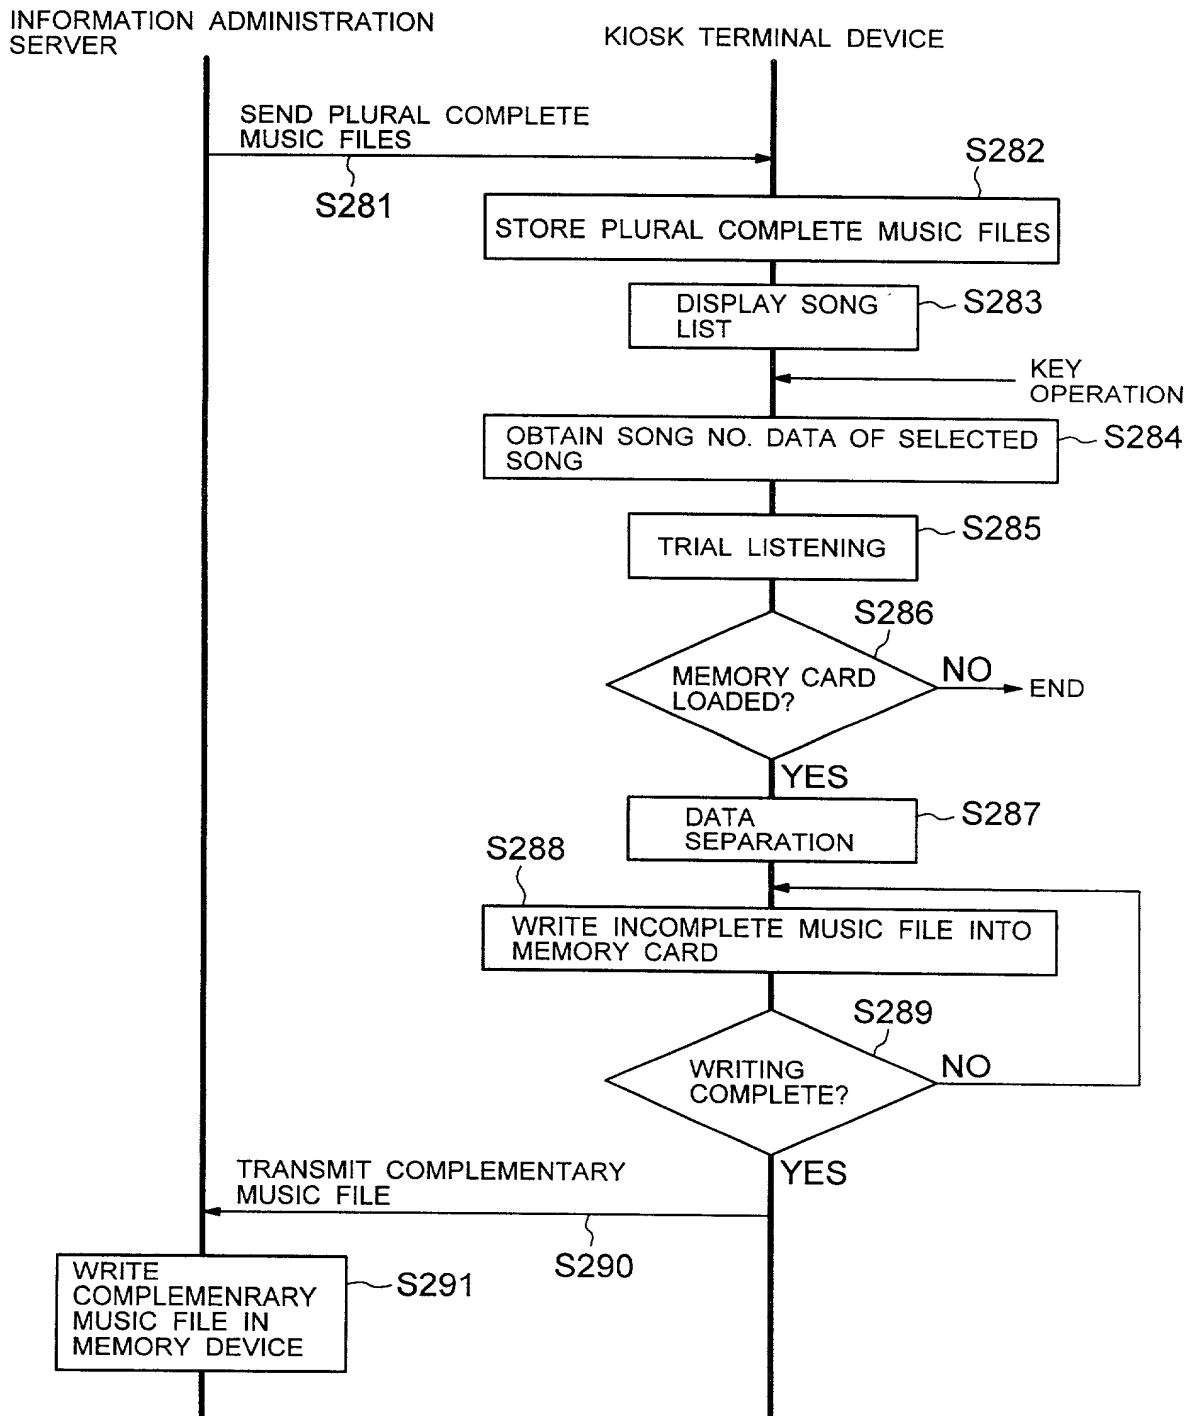 INFORMATION ADMINISTRATION
SERVER
KIOSK TERMINAL DEVICE
SEND PLURAL COMPLETE
MUSIC FILES
S281
S282
STORE PLURAL COMPLETE MUSIC FILES
DISPLAY SONG
LIST
S283
KEY
OPERATION
OBTAIN SONG NO. DATA OF SELECTED
SONG
S284
TRIAL LISTENING
S285
S286
MEMORY CARD
LOADED?
NO
END
YES
DATA
SEPARATION
S287
S288
WRITE INCOMPLETE MUSIC FILE INTO
MEMORY CARD
S289
WRITING
COMPLETE?
NO
YES
TRANSMIT COMPLEMENTARY
MUSIC FILE
S290
WRITE
COMPLEMENRARY
MUSIC FILE IN
MEMORY DEVICE
S291